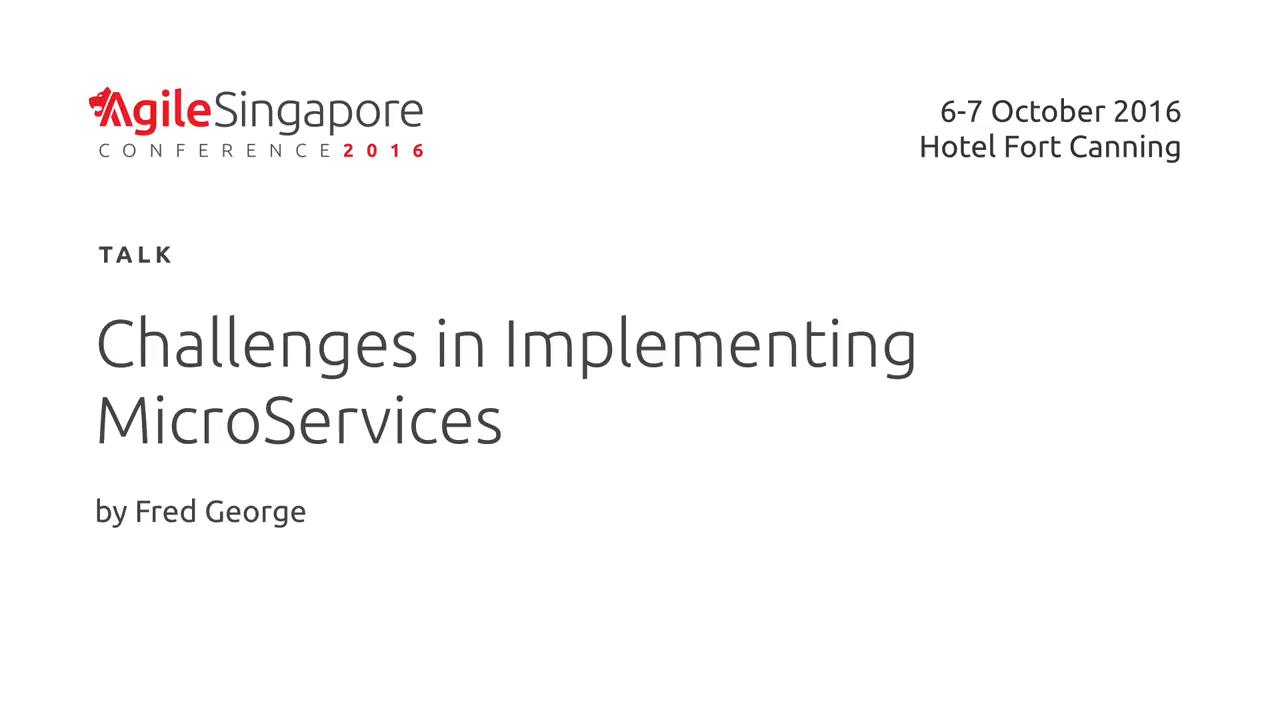 AgileSingapore
CONFERENCE 2016
6-7 October 2016
Hotel Fort Canning
TALK
Challenges in Implementing
MicroServices
by Fred George